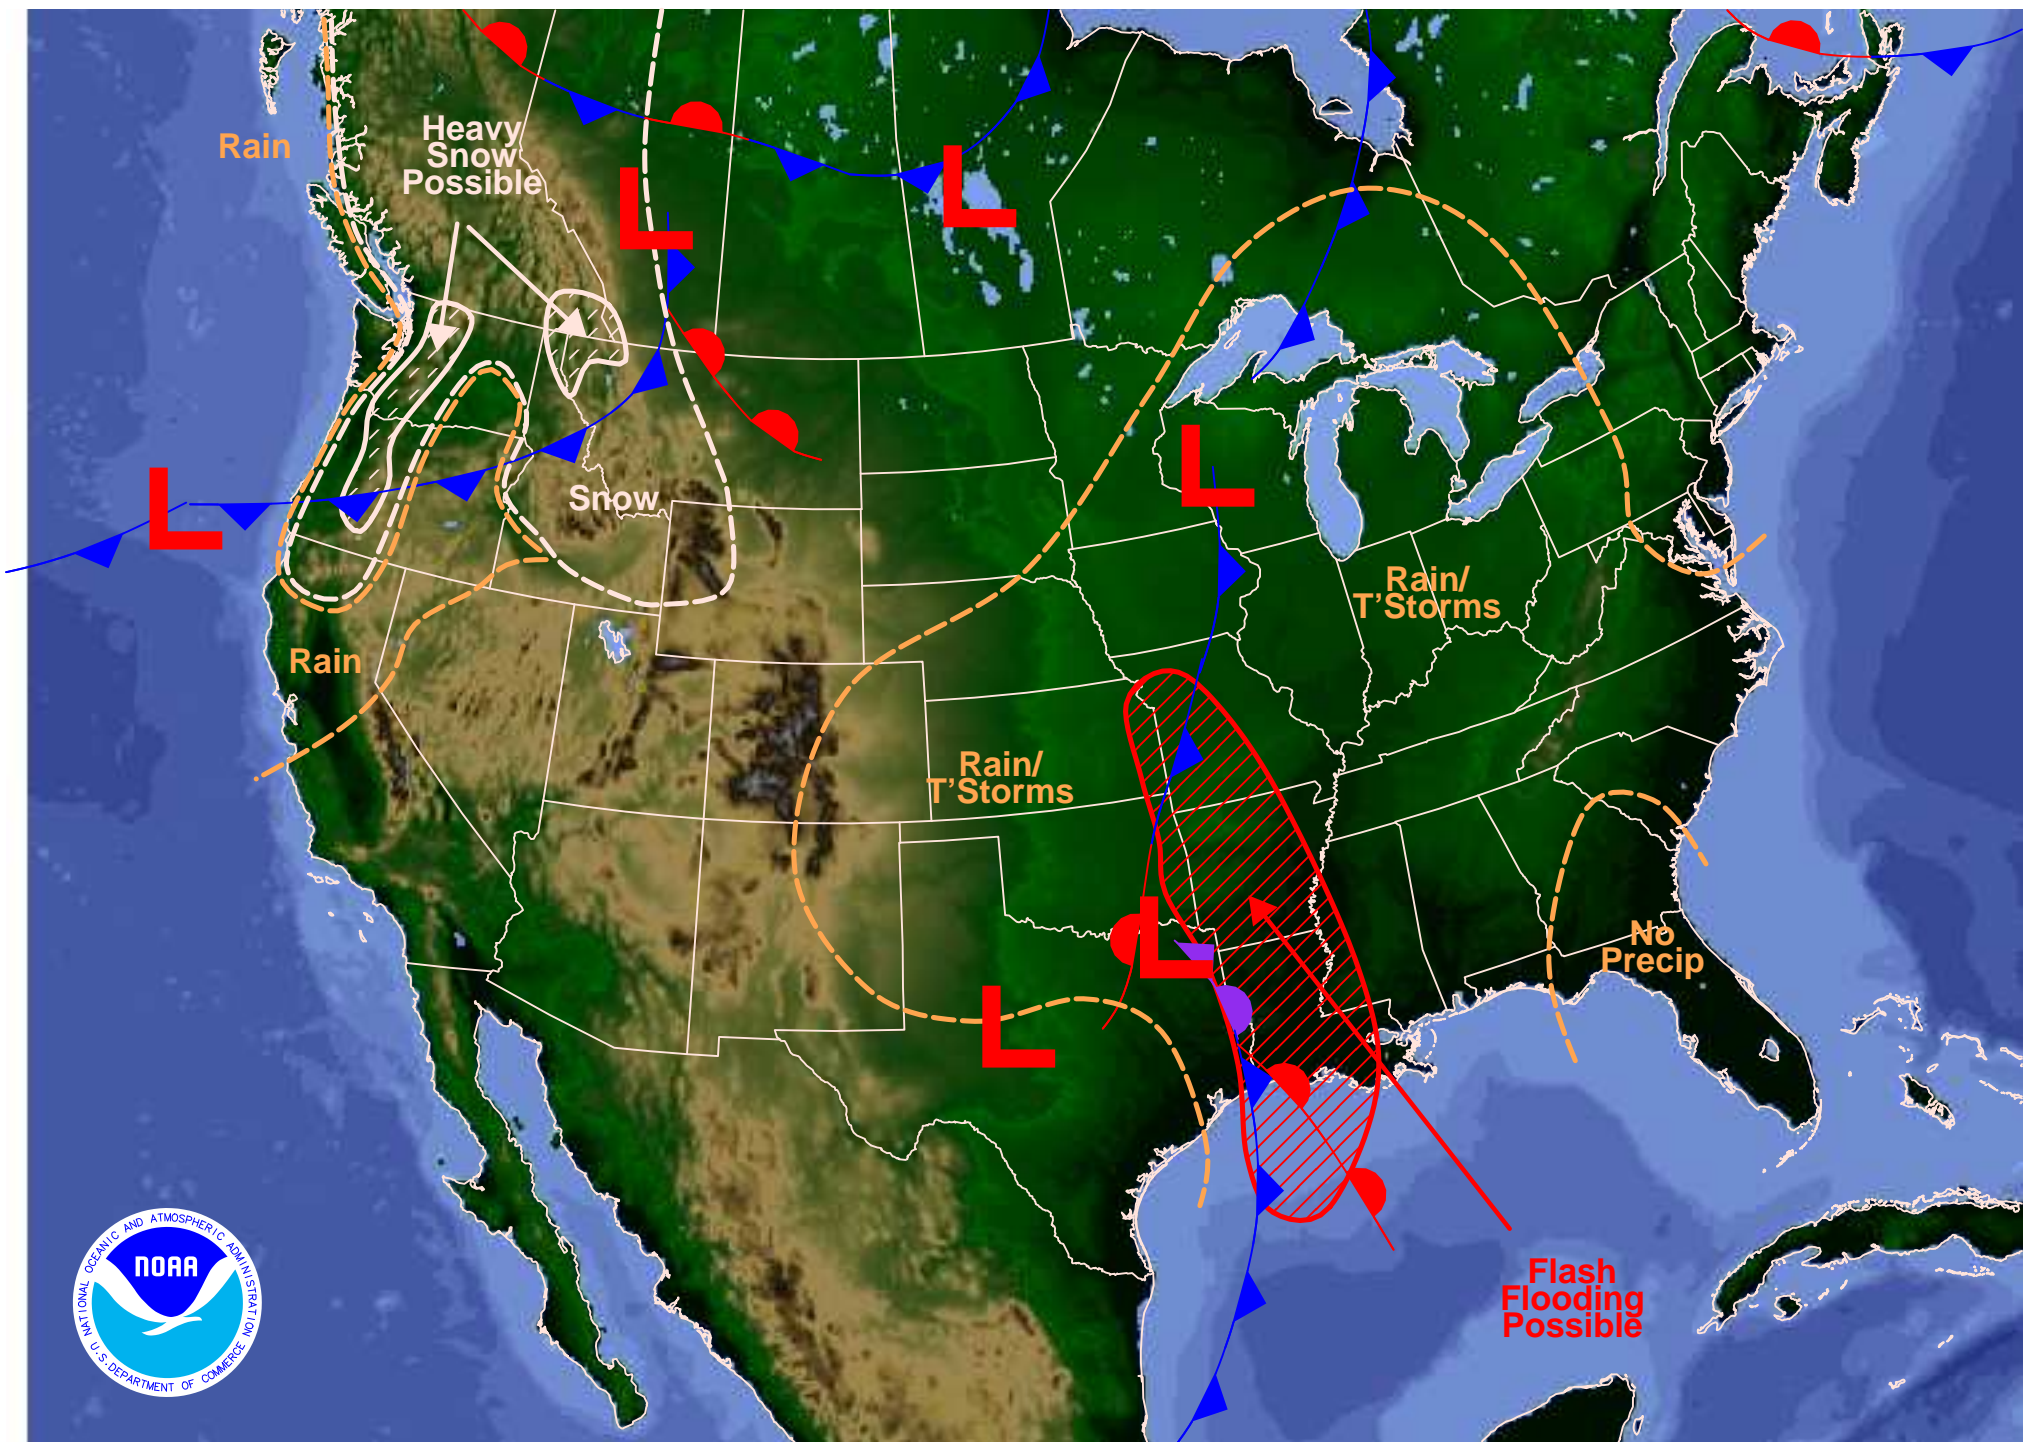 Rain
Heavy
Snow
Possible
L
L
L
L
Snow
Rain/
T'Storms
Rain
Rain/
T'Storms
L
No
Precip
L
Flash
Flooding
Possible
NATIONAL OCEANIC AND ATMOSPHERIC ADMINISTRATION
NOAA
U.S. DEPARTMENT OF COMMERCE